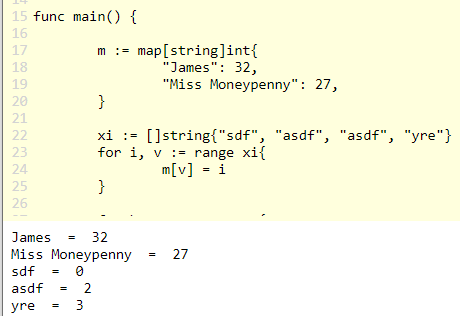 15 func main() {
16
17 m := map[string]int{
18 "James": 32,
19 "Miss Moneypenny": 27,
20 }
21
22 xi := []string{"sdf", "asdf", "asdf", "yre"}
23 for i, v := range xi{
24 m[v] = i
25 }
26
James = 32
Miss Moneypenny = 27
sdf = 0
asdf = 2
yre = 3